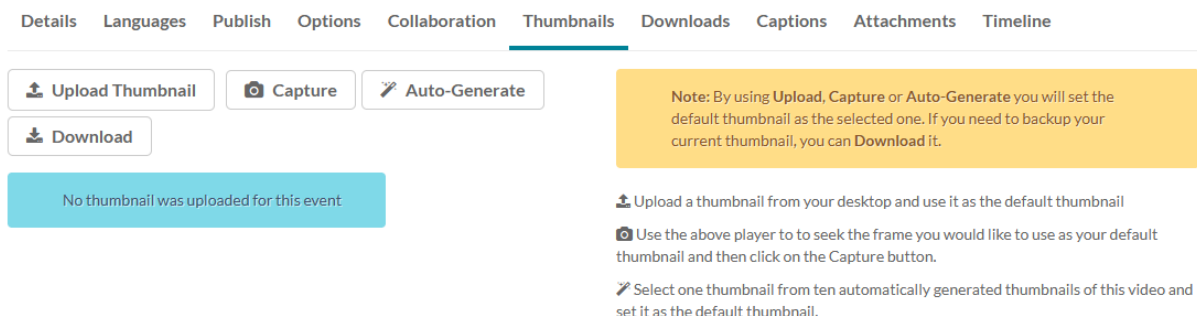 Details Languages Publish Options Collaboration Thumbnails Downloads Captions Attachments Timeline
Upload Thumbnail Capture Auto-Generate
Download
No thumbnail was uploaded for this event
Note: By using Upload, Capture or Auto-Generate you will set the
default thumbnail as the selected one. If you need to backup your
current thumbnail, you can Download it.
Upload a thumbnail from your desktop and use it as the default thumbnail
Use the above player to to seek the frame you would like to use as your default
thumbnail and then click on the Capture button.
Select one thumbnail from ten automatically generated thumbnails of this video and
set it as the default thumbnail.